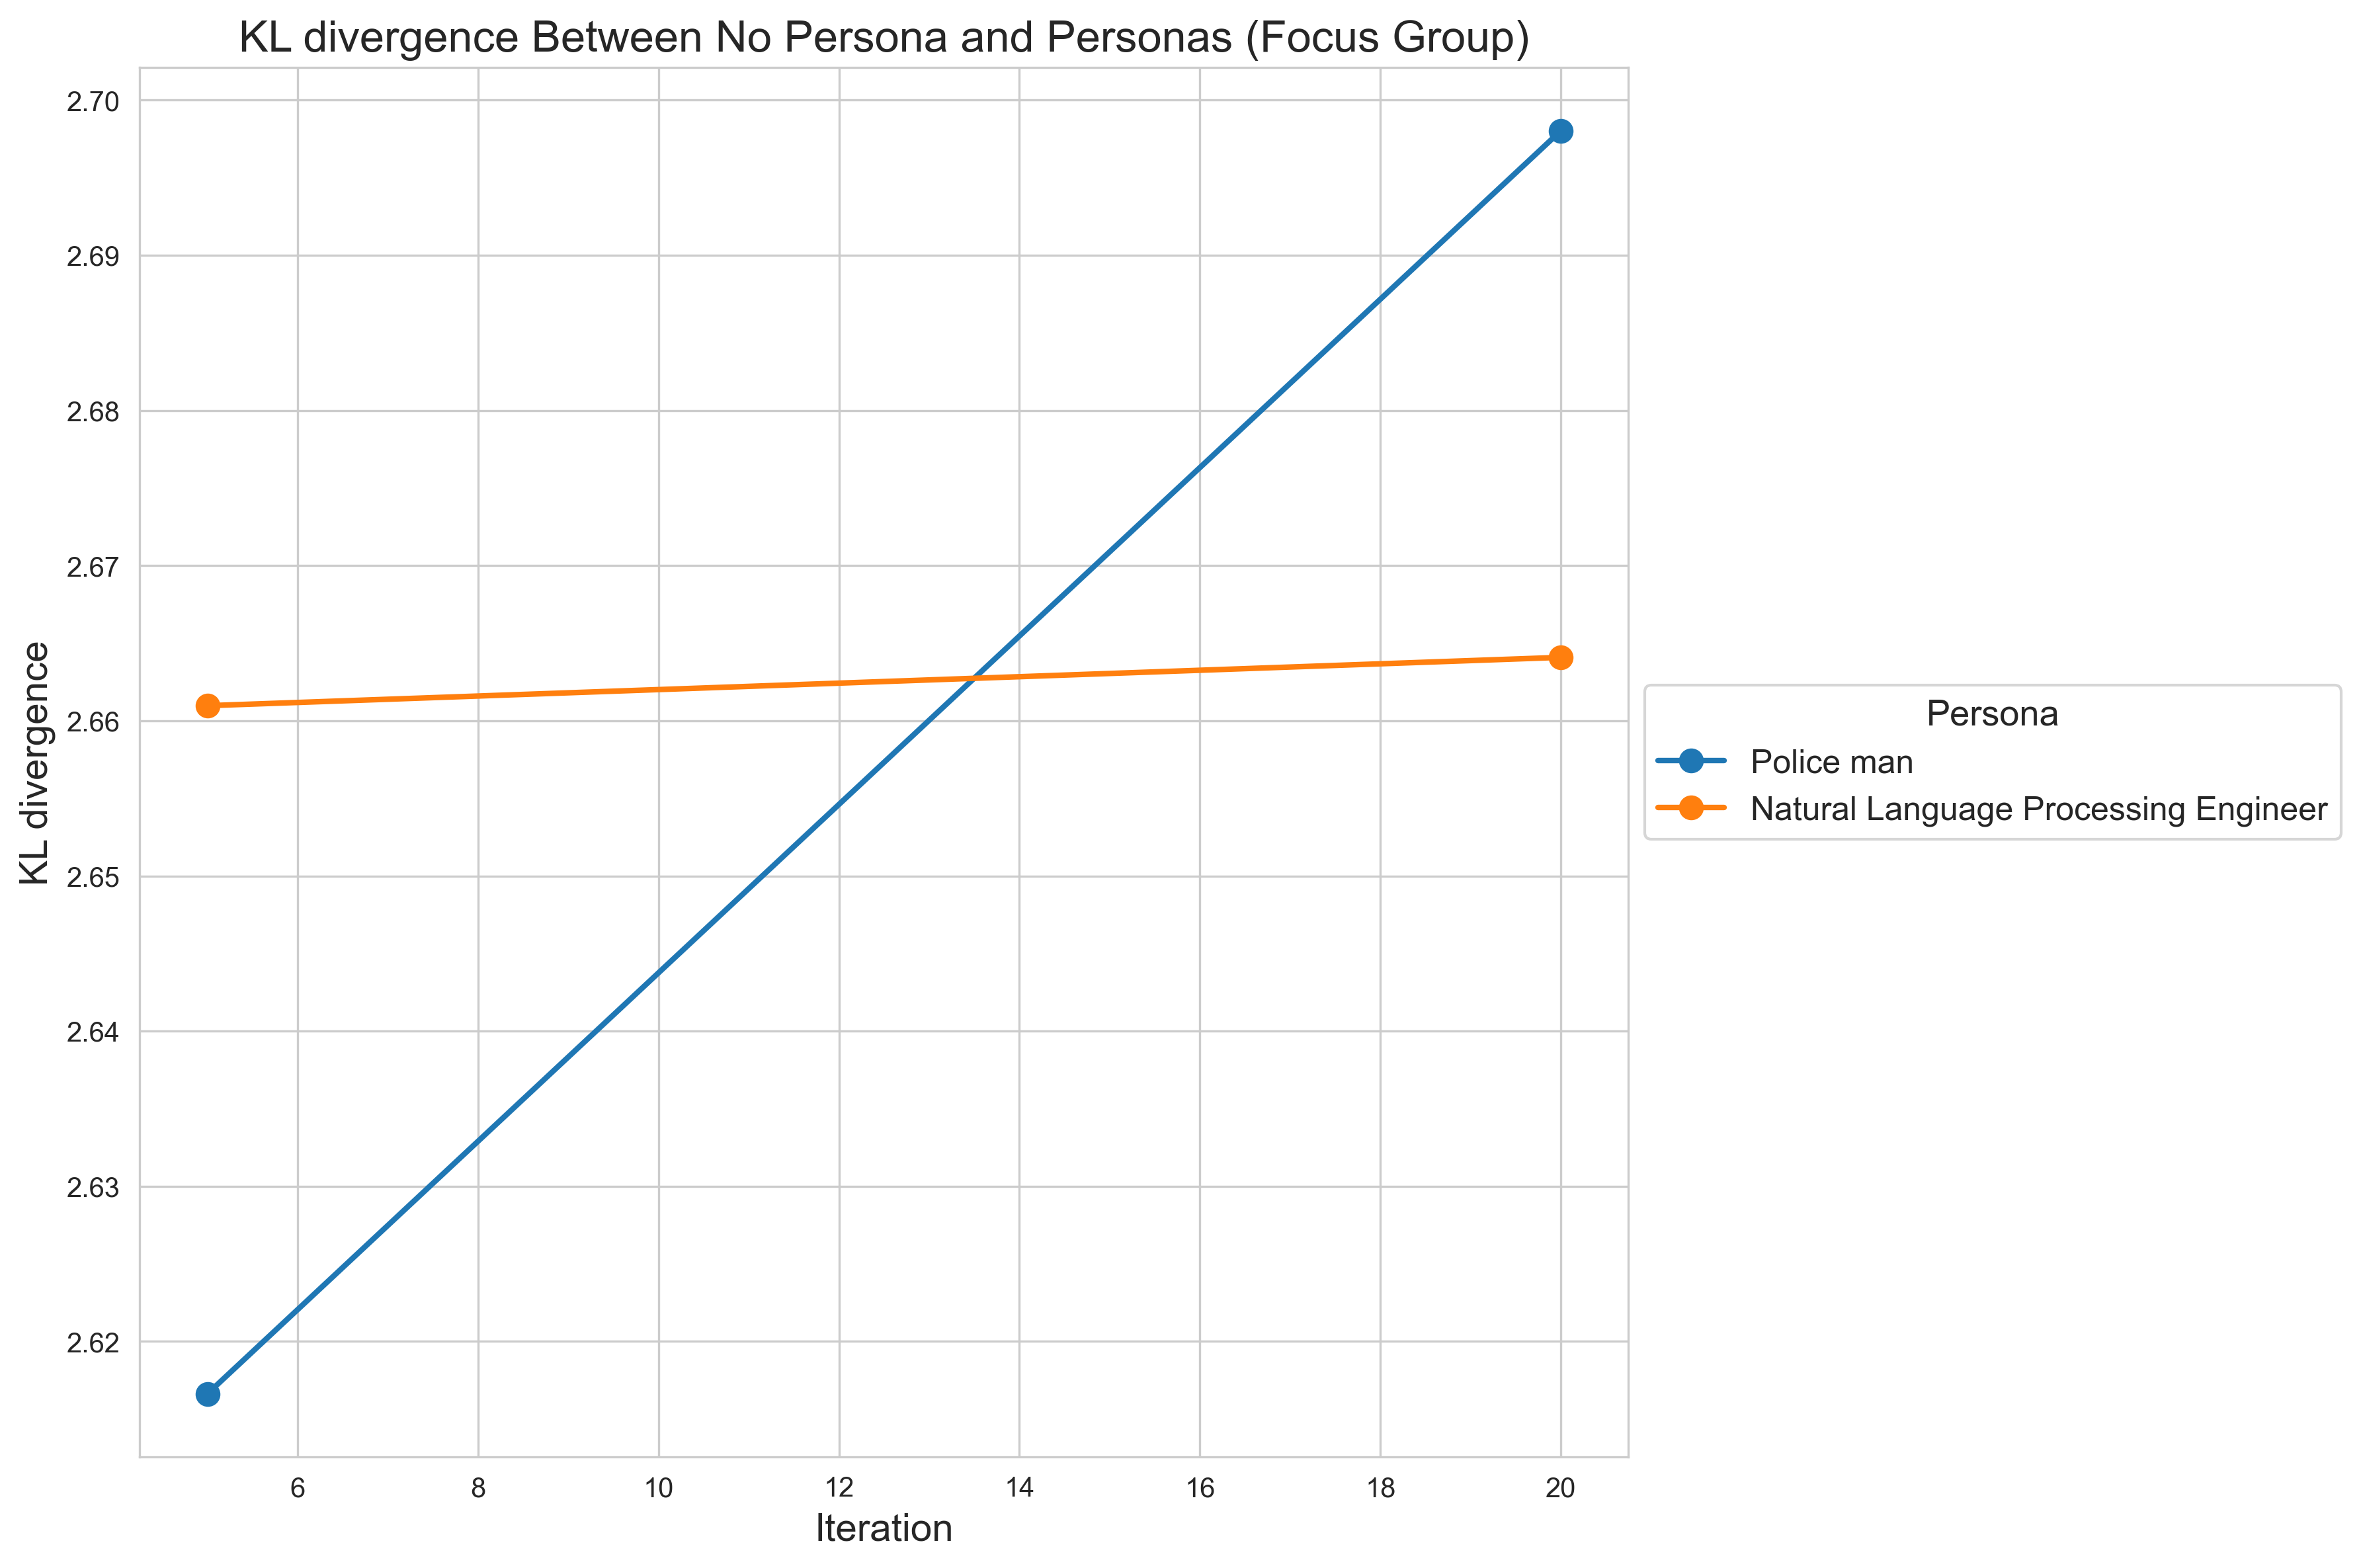 KL divergence Between No Persona and Personas (Focus Group)
KL divergence
2.70
2.69
2.68
2.67
2.66
2.65
2.64
2.63
2.62
6 8 10 12 14 16 18 20
Iteration
Persona
Police man
Natural Language Processing Engineer